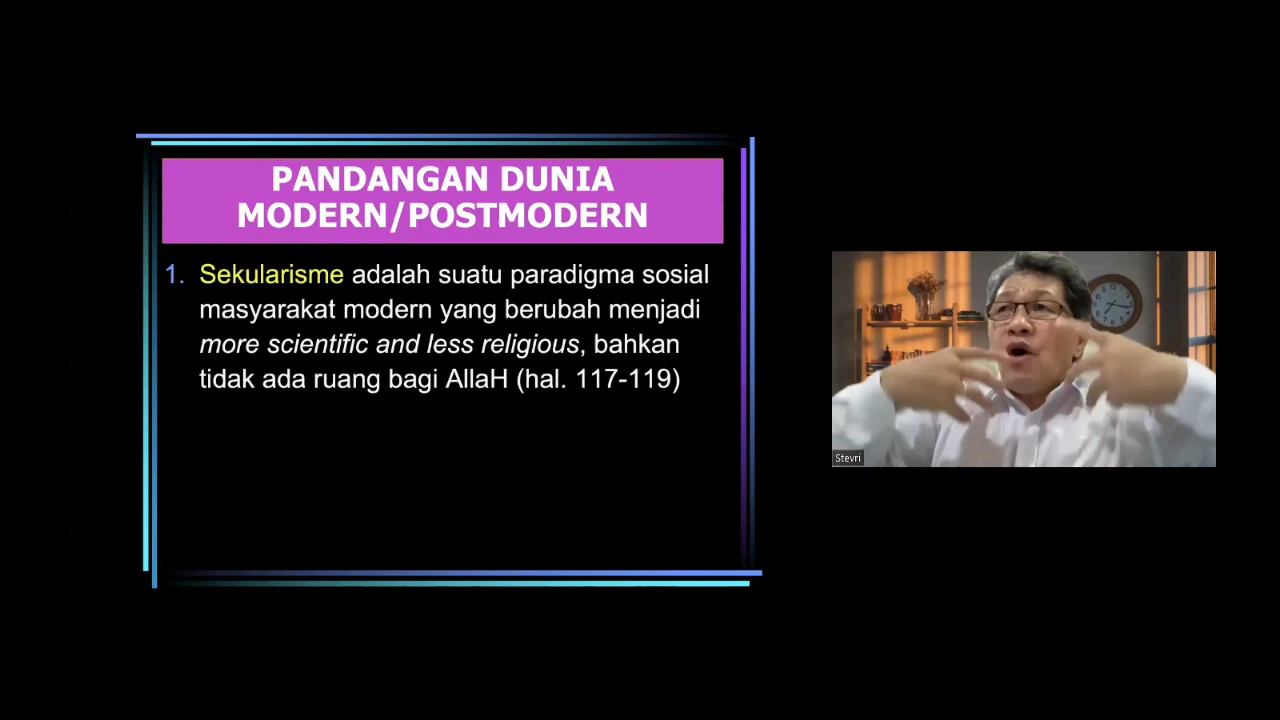 PANDANGAN DUNIA
MODERN/POSTMODERN
1. Sekularisme adalah suatu paradigma sosial
masyarakat modern yang berubah menjadi
more scientific and less religious, bahkan
tidak ada ruang bagi AllaH (hal. 117-119)
Stevri